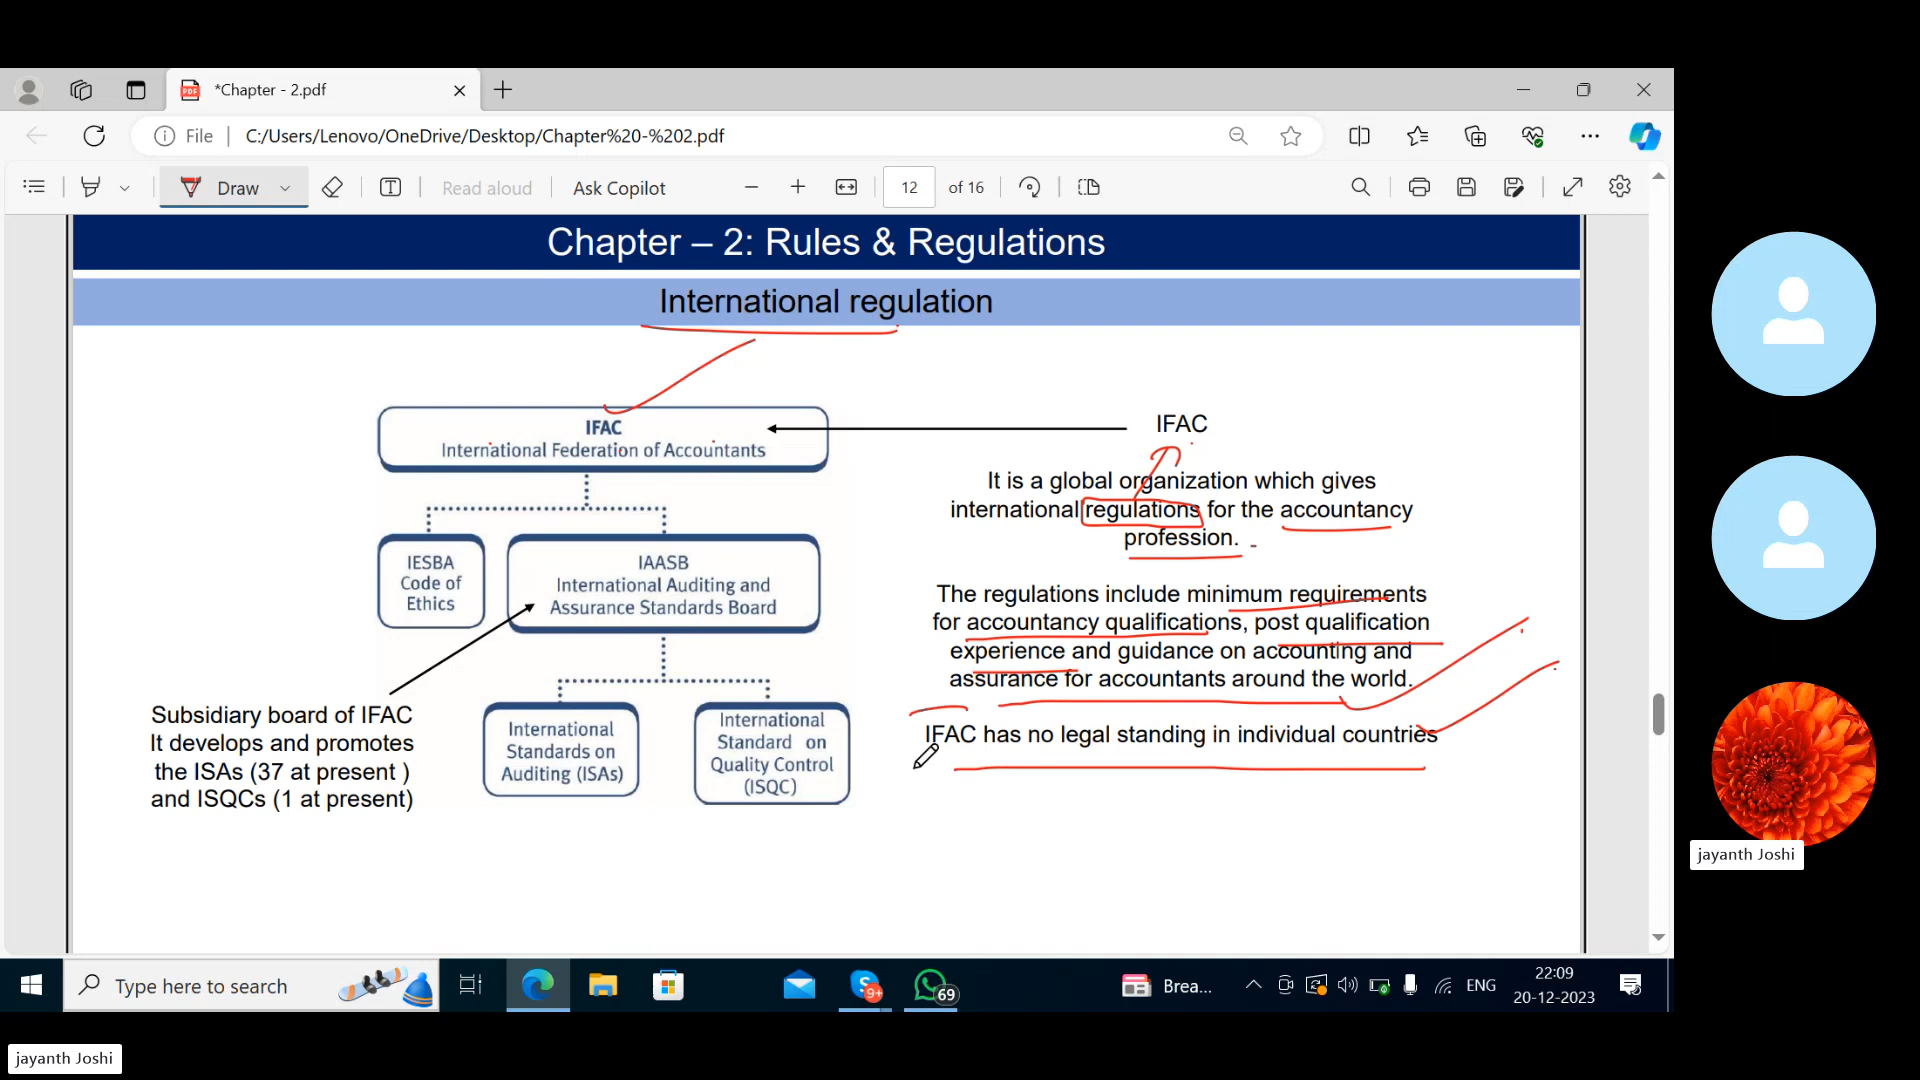 *Chapter - 2.pdf
File
C:/Users/Lenovo/OneDrive/Desktop/Chapter%20-%202.pdf
Draw
Read aloud
Ask Copilot
12
of 16
Chapter – 2: Rules & Regulations
International regulation
IFAC
International Federation of Accountants
IESBA
Code of
Ethics
IAASB
International Auditing and
Assurance Standards Board
International
Standards on
Auditing (ISAs)
International
Standard on
Quality Control
(ISQC)
Subsidiary board of IFAC
It develops and promotes
the ISAs (37 at present )
and ISQCs (1 at present)
IFAC
It is a global organization which gives
international regulations for the accountancy
profession.
The regulations include minimum requirements
for accountancy qualifications, post qualification
experience and guidance on accounting and
assurance for accountants around the world.
IFAC has no legal standing in individual countries
jayanth Joshi
Type here to search
9+
69
Brea...
ENG
22:09
20-12-2023
jayanth Joshi